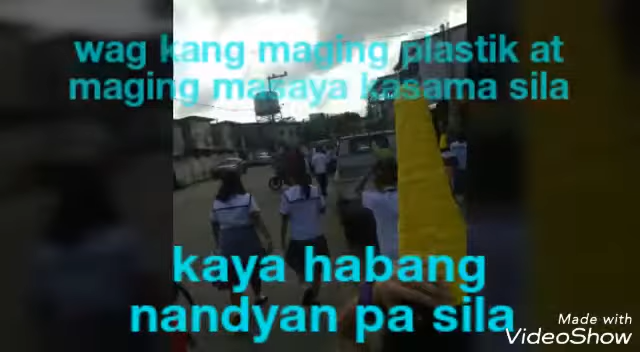 wag kang maging plastik at
maging masaya kasama sila
kaya habang
nandyan pa sila
Made with
VideoShow